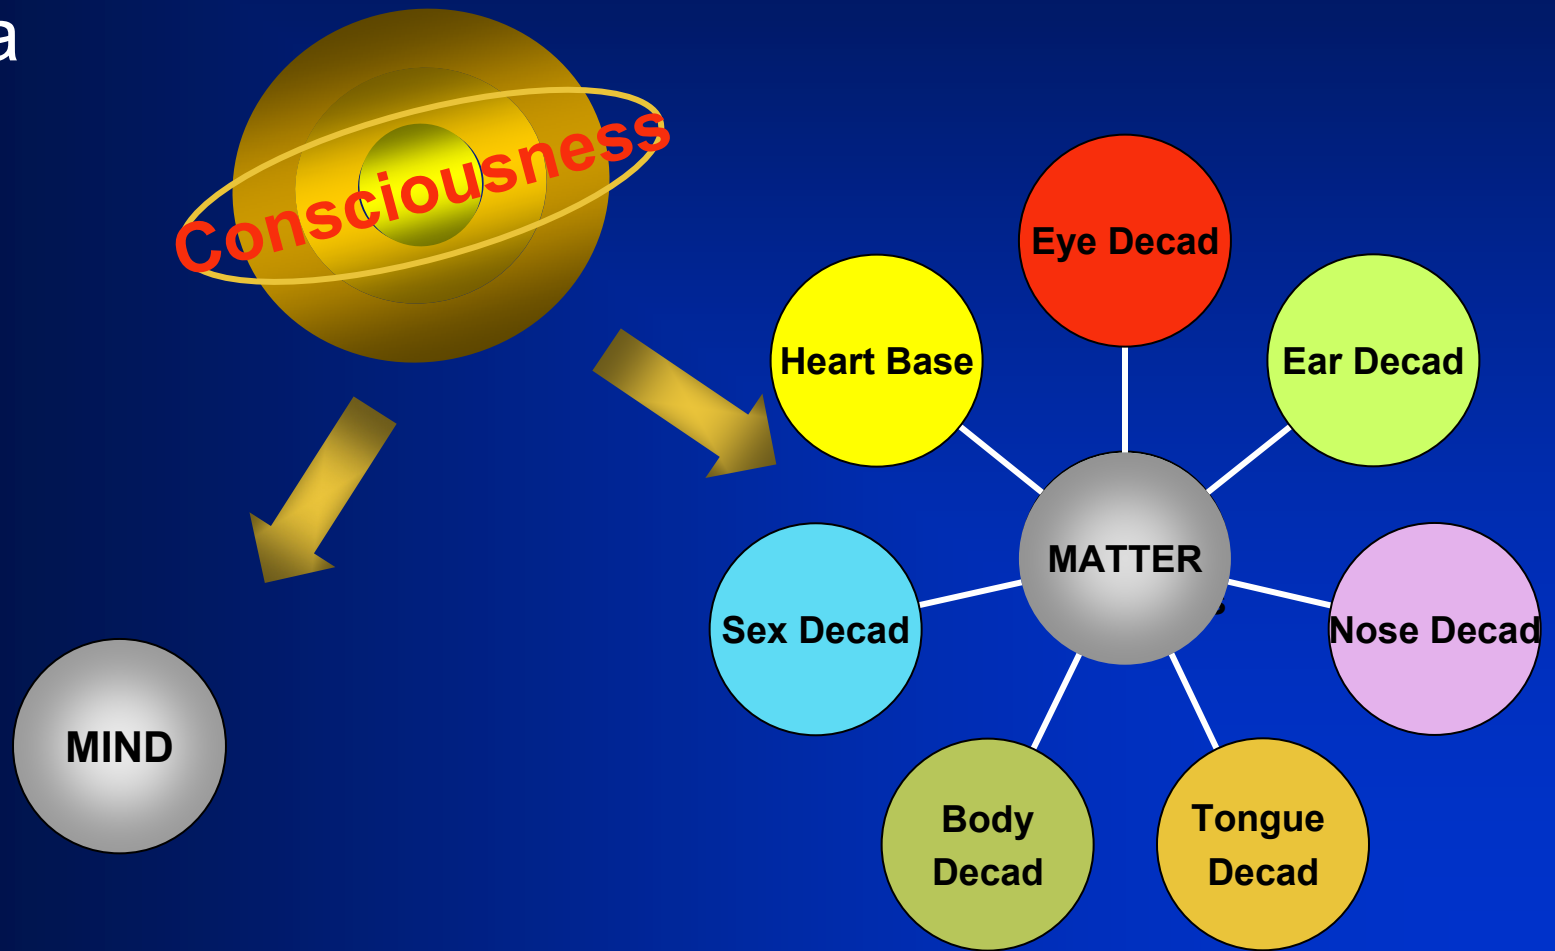 a
Consciousness
Eye Decad
Heart Base
Ear Decad
MATTER
Sex Decad
Nose Decad
MIND
Body
Decad
Tongue
Decad